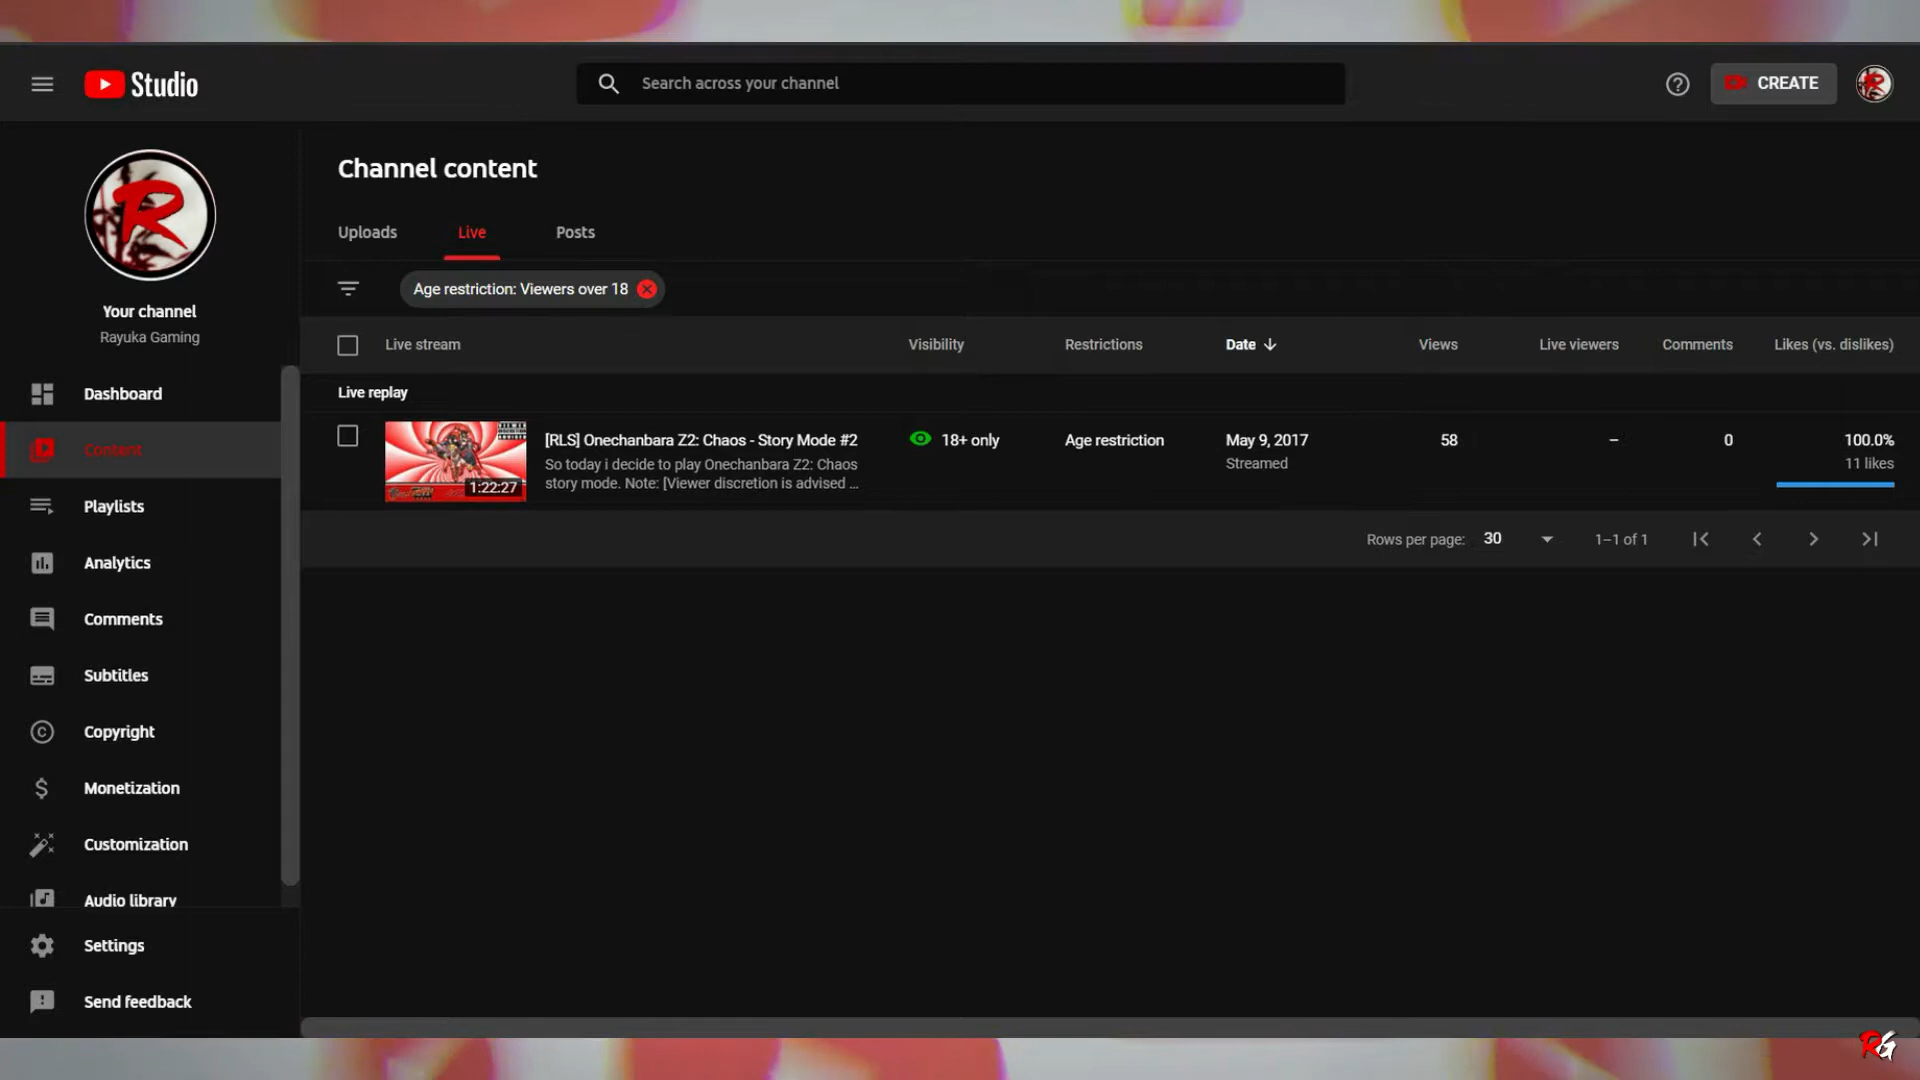 Studio
Search across your channel
CREATE
Channel content
Uploads
Live
Posts
Age restriction: Viewers over 18
Your channel
Rayuka Gaming
Live stream
Visibility
Restrictions
Date
Views
Live viewers
Comments
Likes (vs. dislikes)
Live replay
1:22:27
[RLS] Onechanbara Z2: Chaos - Story Mode #2
So today i decide to play Onechanbara Z2: Chaos
story mode. Note: [Viewer discretion is advised ...
18+ only
Age restriction
May 9, 2017
Streamed
58
–
0
100.0%
11 likes
Rows per page:
30
1–1 of 1
Dashboard
Content
Playlists
Analytics
Comments
Subtitles
Copyright
Monetization
Customization
Audio library
Settings
Send feedback
RG